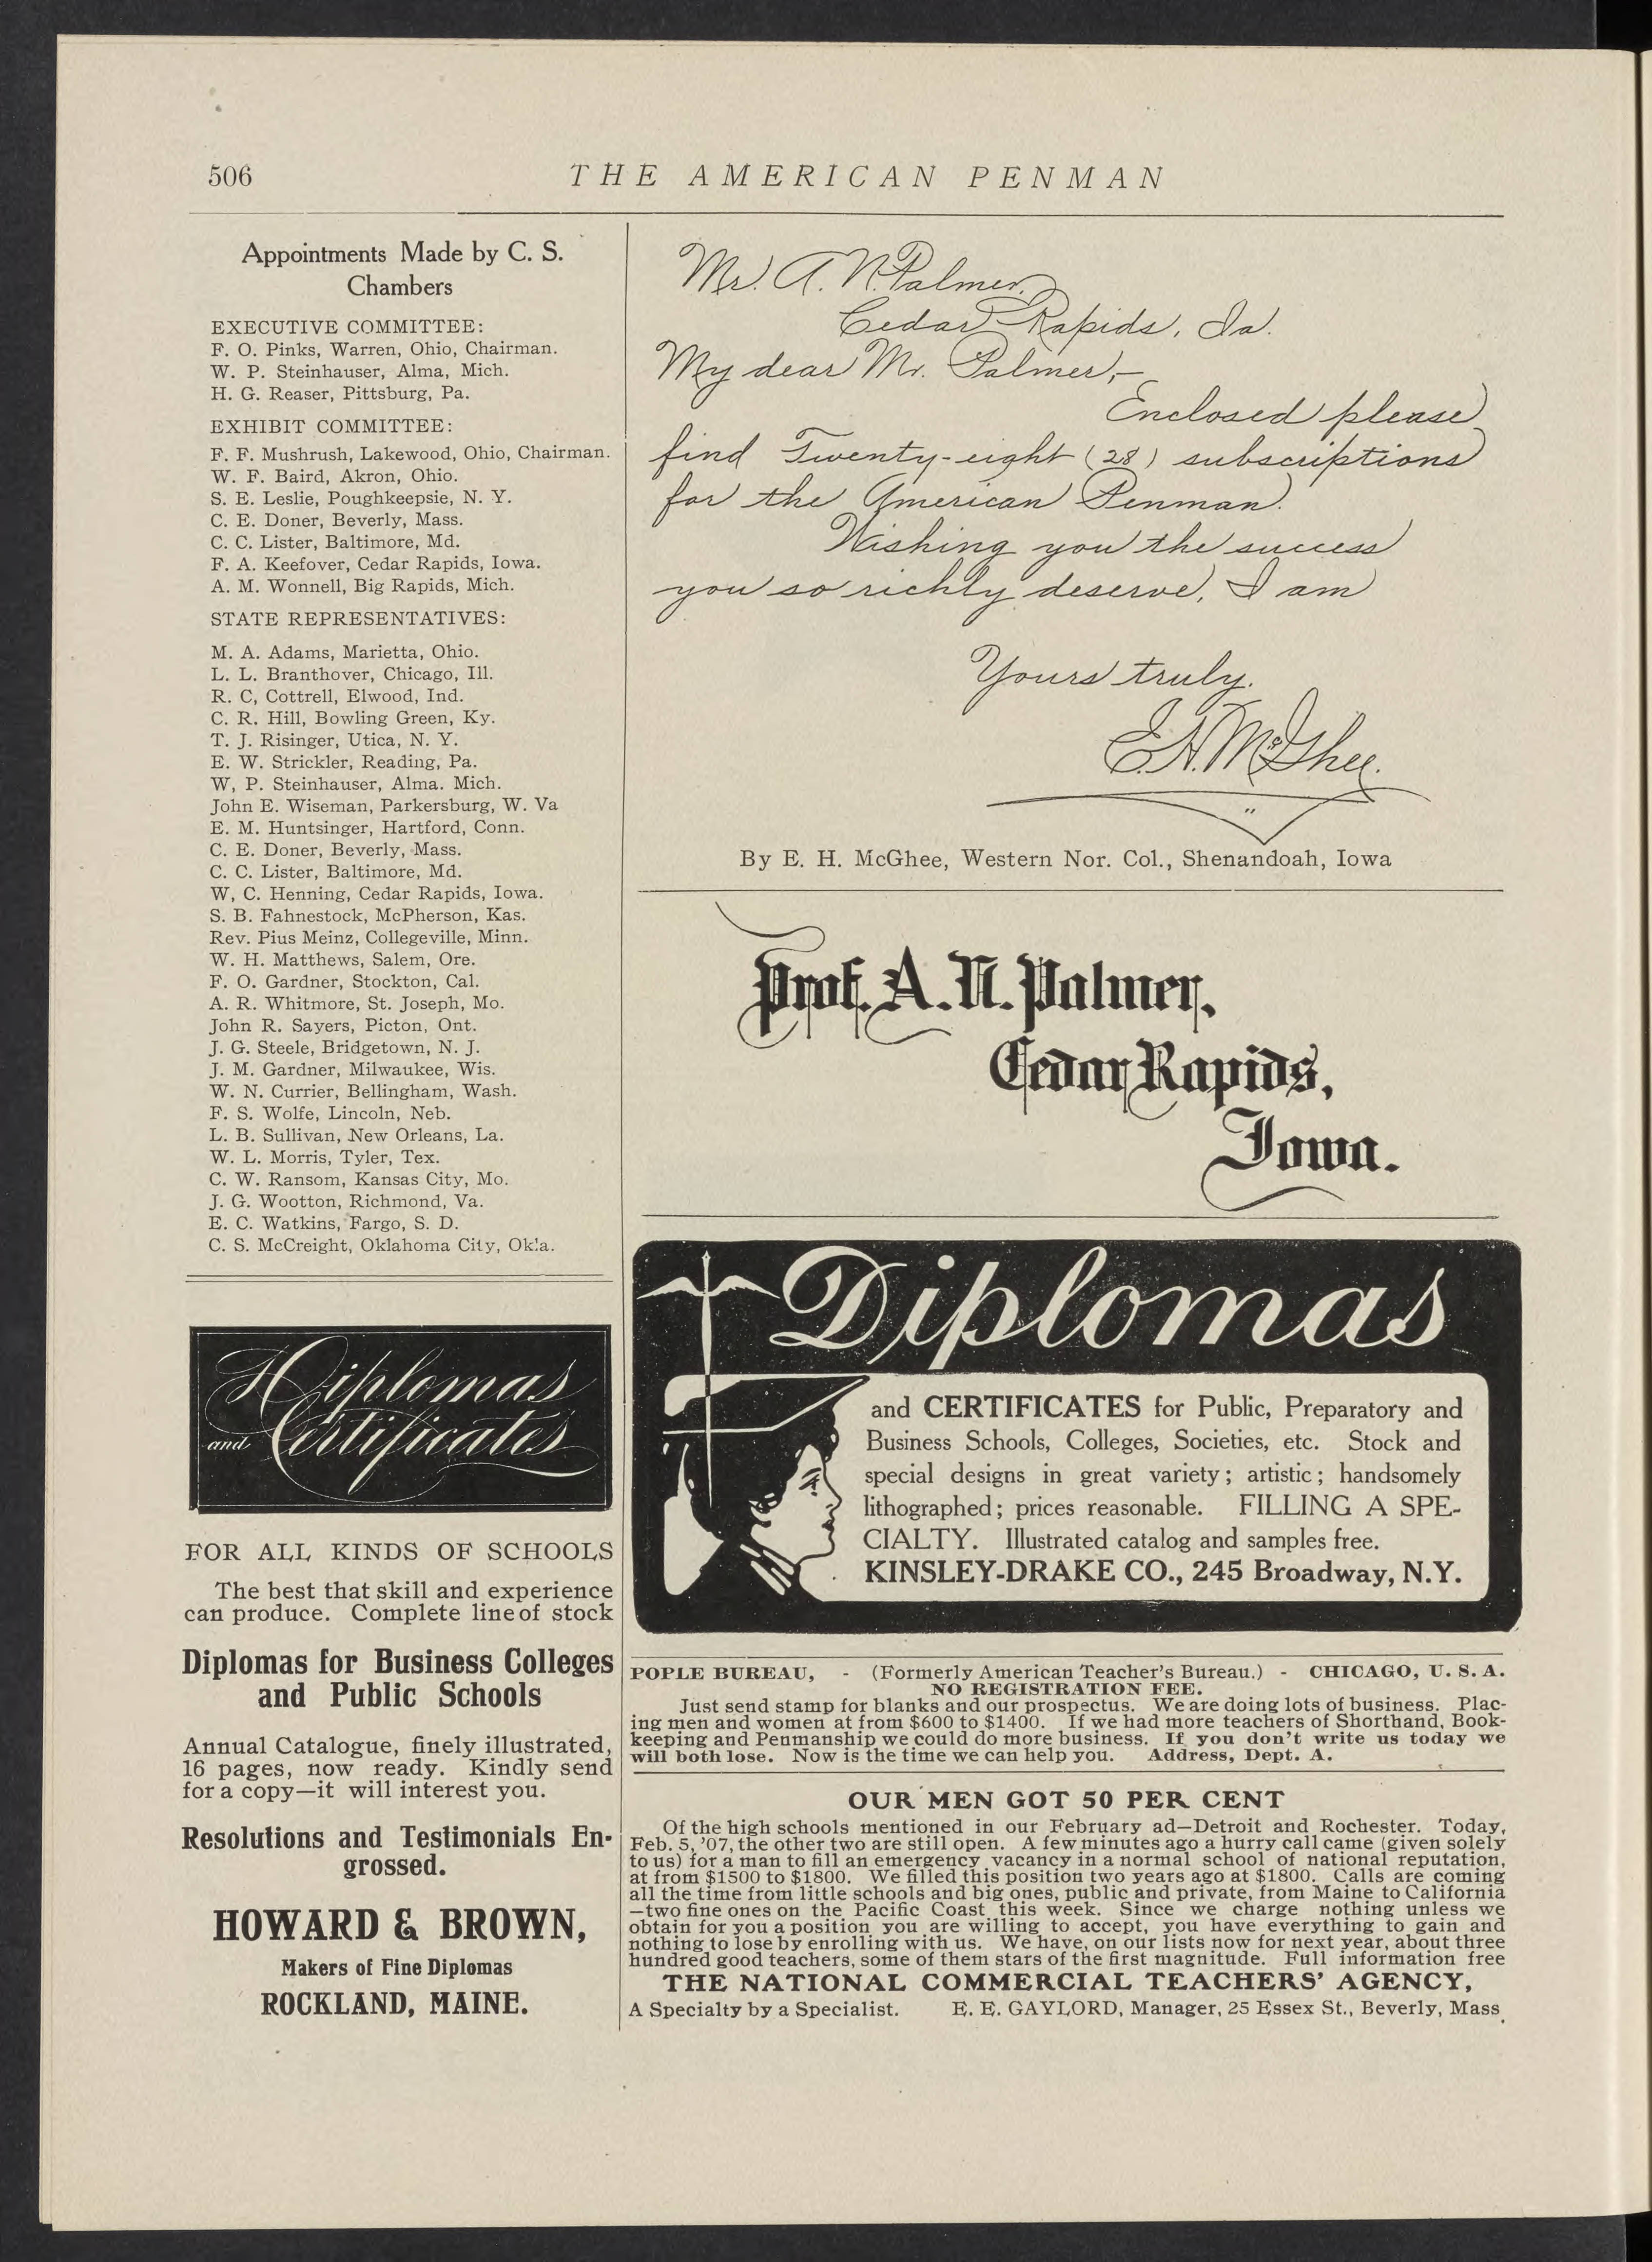 506
THE AMERICAN PENMAN
Appointments Made by C. S.
Chambers
EXECUTIVE COMMITTEE:
F. O. Pinks, Warren, Ohio, Chairman.
W. P. Steinhauser, Alma, Mich.
H. G. Reaser, Pittsburg, Pa.
EXHIBIT COMMITTEE:
F. F. Mushrush, Lakewood, Ohio, Chairman.
W. F. Baird, Akron, Ohio.
S. E. Leslie, Poughkeepsie, N. Y.
C. E. Doner, Beverly, Mass.
C. C. Lister, Baltimore, Md.
F. A. Keefover, Cedar Rapids, Iowa.
A. M. Wonnell, Big Rapids, Mich.
STATE REPRESENTATIVES:
M. A. Adams, Marietta, Ohio.
L. L. Branthover, Chicago, Ill.
R. C, Cottrell, Elwood, Ind.
C. R. Hill, Bowling Green, Ky.
T. J. Risinger, Utica, N. Y.
E. W. Strickler, Reading, Pa.
W, P. Steinhauser, Alma. Mich.
John E. Wiseman, Parkersburg, W. Va
E. M. Huntsinger, Hartford, Conn.
C. E. Doner, Beverly, Mass.
C. C. Lister, Baltimore, Md.
W, C. Henning, Cedar Rapids, Iowa.
S. B. Fahnestock, McPherson, Kas.
Rev. Pius Meinz, Collegeville, Minn.
W. H. Matthews, Salem, Ore.
F. O. Gardner, Stockton, Cal.
A. R. Whitmore, St. Joseph, Mo.
John R. Sayers, Picton, Ont.
J. G. Steele, Bridgetown, N. J.
J. M. Gardner, Milwaukee, Wis.
W. N. Currier, Bellingham, Wash.
F. S. Wolfe, Lincoln, Neb.
L. B. Sullivan, New Orleans, La.
W. L. Morris, Tyler, Tex.
C. W. Ransom, Kansas City, Mo.
J. G. Wootton, Richmond, Va.
E. C. Watkins, Fargo, S. D.
C. S. McCreight, Oklahoma City, Okla.
Diplomas
and Certificates
FOR ALL KINDS OF SCHOOLS
The best that skill and experience
can produce. Complete line of stock
Diplomas for Business Colleges
and Public Schools
Annual Catalogue, finely illustrated,
16 pages, now ready. Kindly send
for a copy—it will interest you.
Resolutions and Testimonials En-
grossed.
HOWARD & BROWN,
Makers of Fine Diplomas
ROCKLAND, MAINE.
Mr. A. N. Palmer,
Cedar Rapids, Ia.
My dear Mr. Palmer,—
Enclosed please
find Twenty-eight (28) subscriptions
for the American Penman.
Wishing you the success
you so richly deserve, I am
Yours truly,
E. H. McGhee.
By E. H. McGhee, Western Nor. Col., Shenandoah, Iowa
Prof. A. N. Palmer,
Cedar Rapids,
Iowa.
Diplomas
and CERTIFICATES for Public, Preparatory and
Business Schools, Colleges, Societies, etc. Stock and
special designs in great variety; artistic; handsomely
lithographed; prices reasonable. FILLING A SPE-
CIALTY. Illustrated catalog and samples free.
KINSLEY-DRAKE CO., 245 Broadway, N.Y.
POPLE BUREAU, - (Formerly American Teacher's Bureau.) - CHICAGO, U. S. A.
NO REGISTRATION FEE.
Just send stamp for blanks and our prospectus. We are doing lots of business. Plac-
ing men and women at from $600 to $1400. If we had more teachers of Shorthand, Book-
keeping and Penmanship we could do more business. If you don't write us today we
will both lose. Now is the time we can help you. Address, Dept. A.
OUR MEN GOT 50 PER CENT
Of the high schools mentioned in our February ad—Detroit and Rochester. Today,
Feb. 5, '07, the other two are still open. A few minutes ago a hurry call came (given solely
to us) for a man to fill an emergency vacancy in a normal school of national reputation,
at from $1500 to $1800. We filled this position two years ago at $1800. Calls are coming
all the time from little schools and big ones, public and private, from Maine to California
—two fine ones on the Pacific Coast this week. Since we charge nothing unless we
obtain for you a position you are willing to accept, you have everything to gain and
nothing to lose by enrolling with us. We have, on our lists now for next year, about three
hundred good teachers, some of them stars of the first magnitude. Full information free
THE NATIONAL COMMERCIAL TEACHERS' AGENCY,
A Specialty by a Specialist. E. E. GAYLORD, Manager, 25 Essex St., Beverly, Mass.